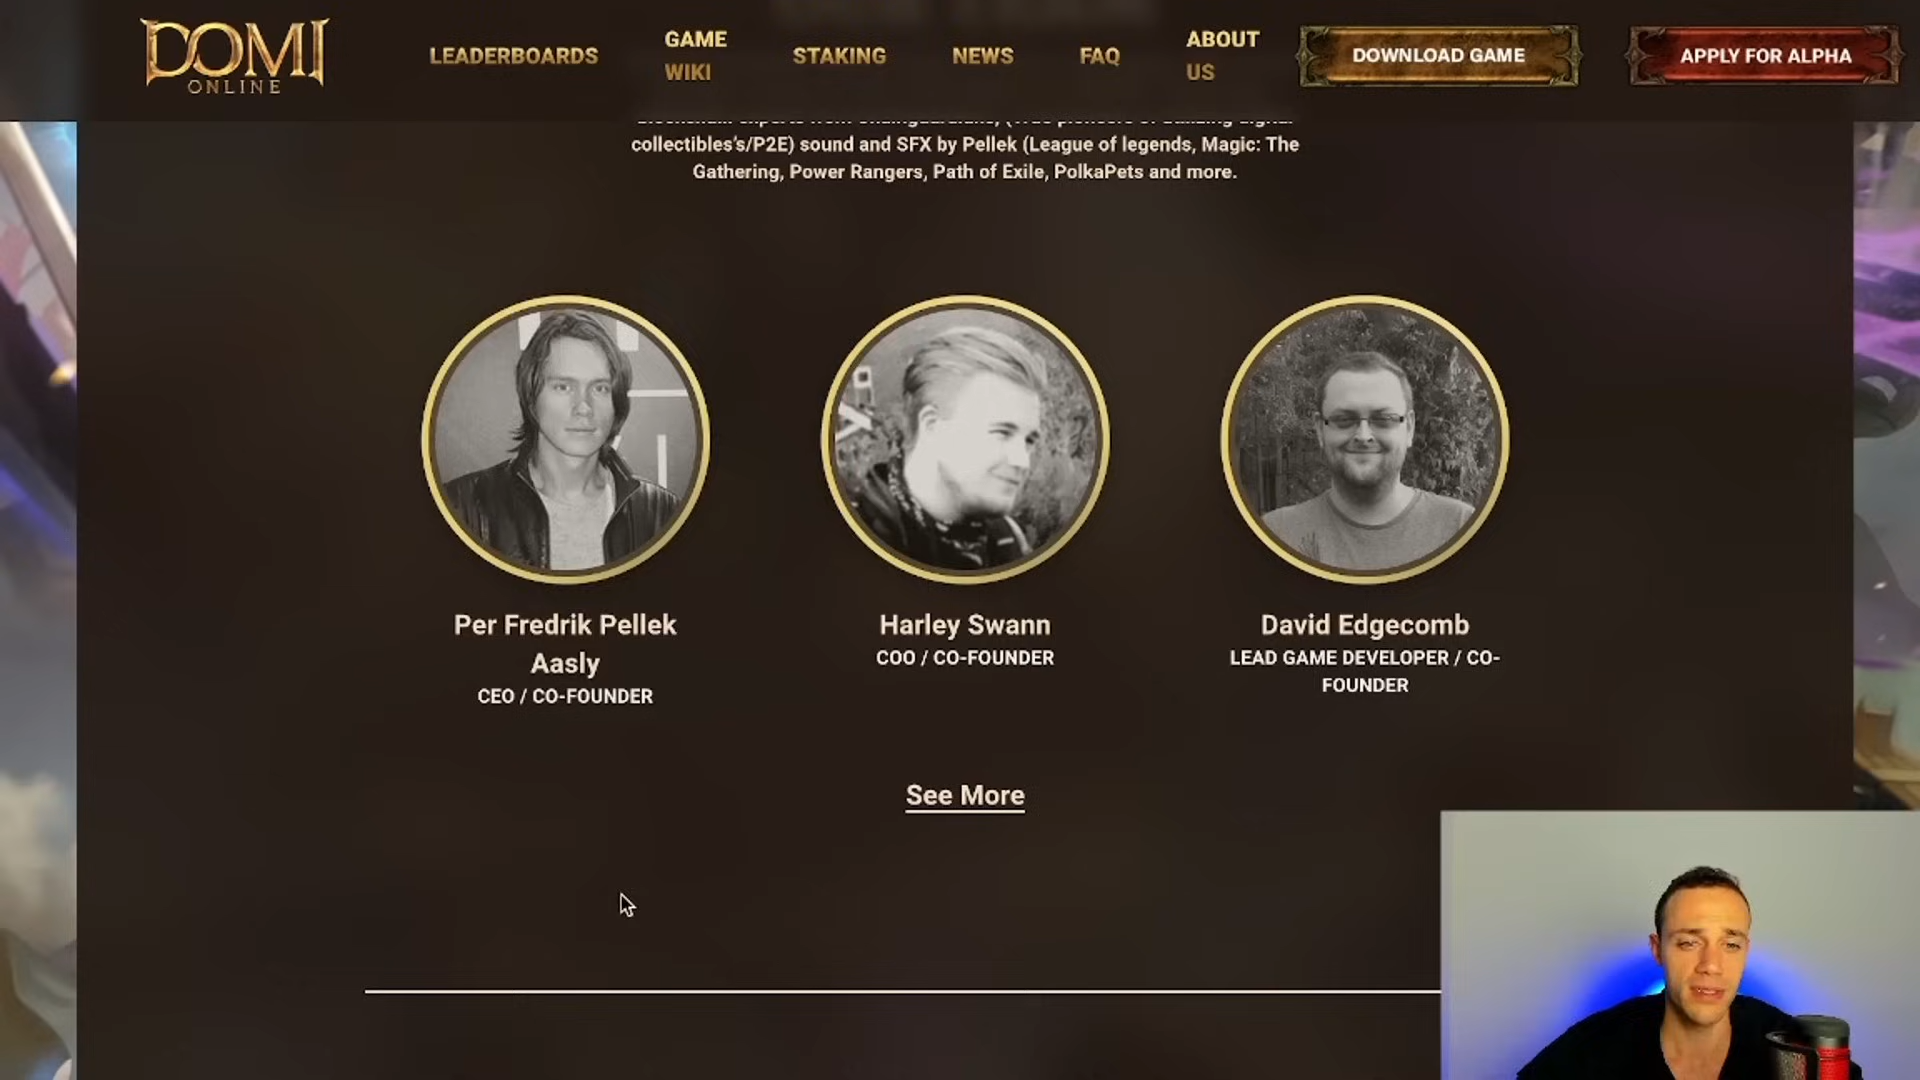 DOMI
ONLINE
LEADERBOARDS
GAME
WIKI
STAKING
NEWS
FAQ
ABOUT
US
DOWNLOAD GAME
APPLY FOR ALPHA
collectibles's/P2E) sound and SFX by Pellek (League of legends, Magic: The
Gathering, Power Rangers, Path of Exile, PolkaPets and more.
Per Fredrik Pellek
Aasly
CEO / CO-FOUNDER
Harley Swann
COO / CO-FOUNDER
David Edgecomb
LEAD GAME DEVELOPER / CO-
FOUNDER
See More